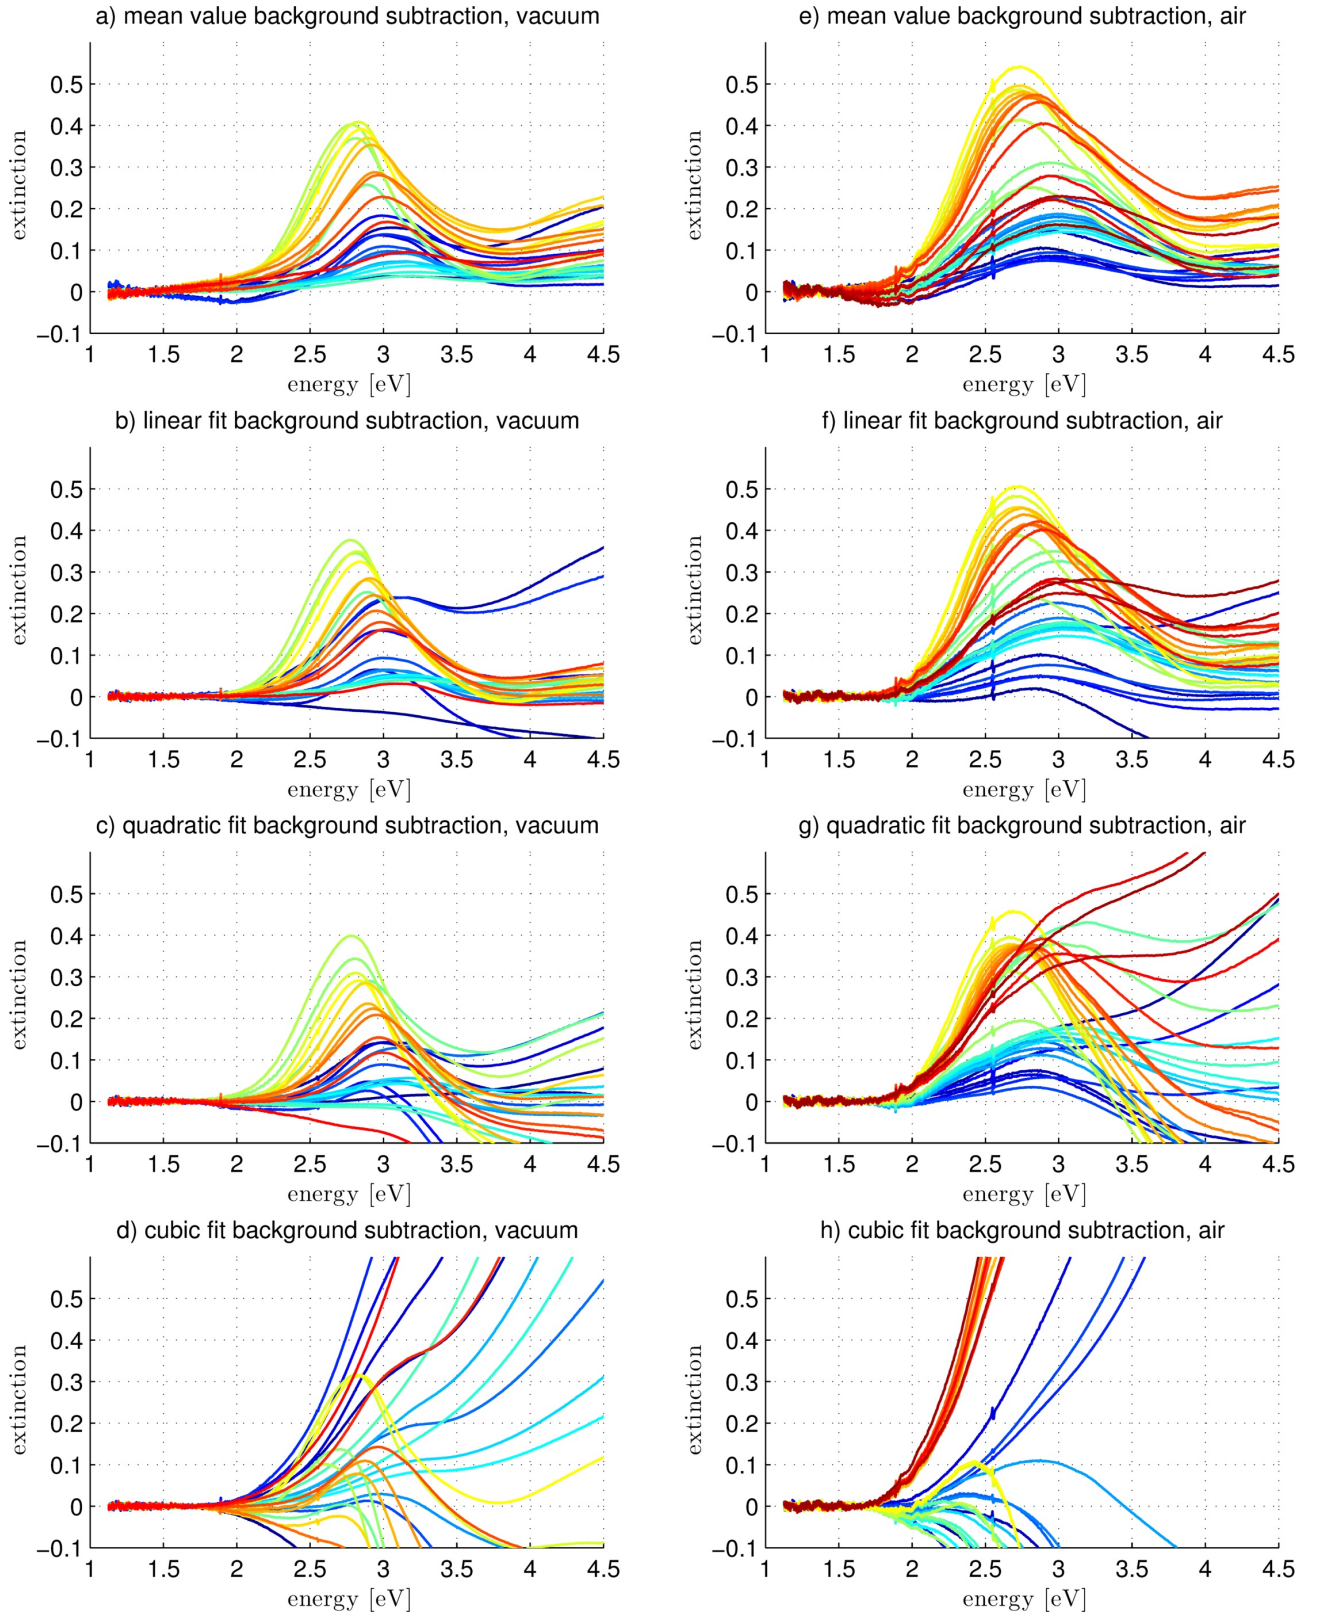 a) mean value background subtraction, vacuum
extinction
0.5
0.4
0.3
0.2
0.1
0
−0.1
1 1.5 2 2.5 3 3.5 4 4.5
energy [eV]
e) mean value background subtraction, air
extinction
0.5
0.4
0.3
0.2
0.1
0
−0.1
1 1.5 2 2.5 3 3.5 4 4.5
energy [eV]
b) linear fit background subtraction, vacuum
extinction
0.5
0.4
0.3
0.2
0.1
0
−0.1
1 1.5 2 2.5 3 3.5 4 4.5
energy [eV]
f) linear fit background subtraction, air
extinction
0.5
0.4
0.3
0.2
0.1
0
−0.1
1 1.5 2 2.5 3 3.5 4 4.5
energy [eV]
c) quadratic fit background subtraction, vacuum
extinction
0.5
0.4
0.3
0.2
0.1
0
−0.1
1 1.5 2 2.5 3 3.5 4 4.5
energy [eV]
g) quadratic fit background subtraction, air
extinction
0.5
0.4
0.3
0.2
0.1
0
−0.1
1 1.5 2 2.5 3 3.5 4 4.5
energy [eV]
d) cubic fit background subtraction, vacuum
extinction
0.5
0.4
0.3
0.2
0.1
0
−0.1
1 1.5 2 2.5 3 3.5 4 4.5
energy [eV]
h) cubic fit background subtraction, air
extinction
0.5
0.4
0.3
0.2
0.1
0
−0.1
1 1.5 2 2.5 3 3.5 4 4.5
energy [eV]